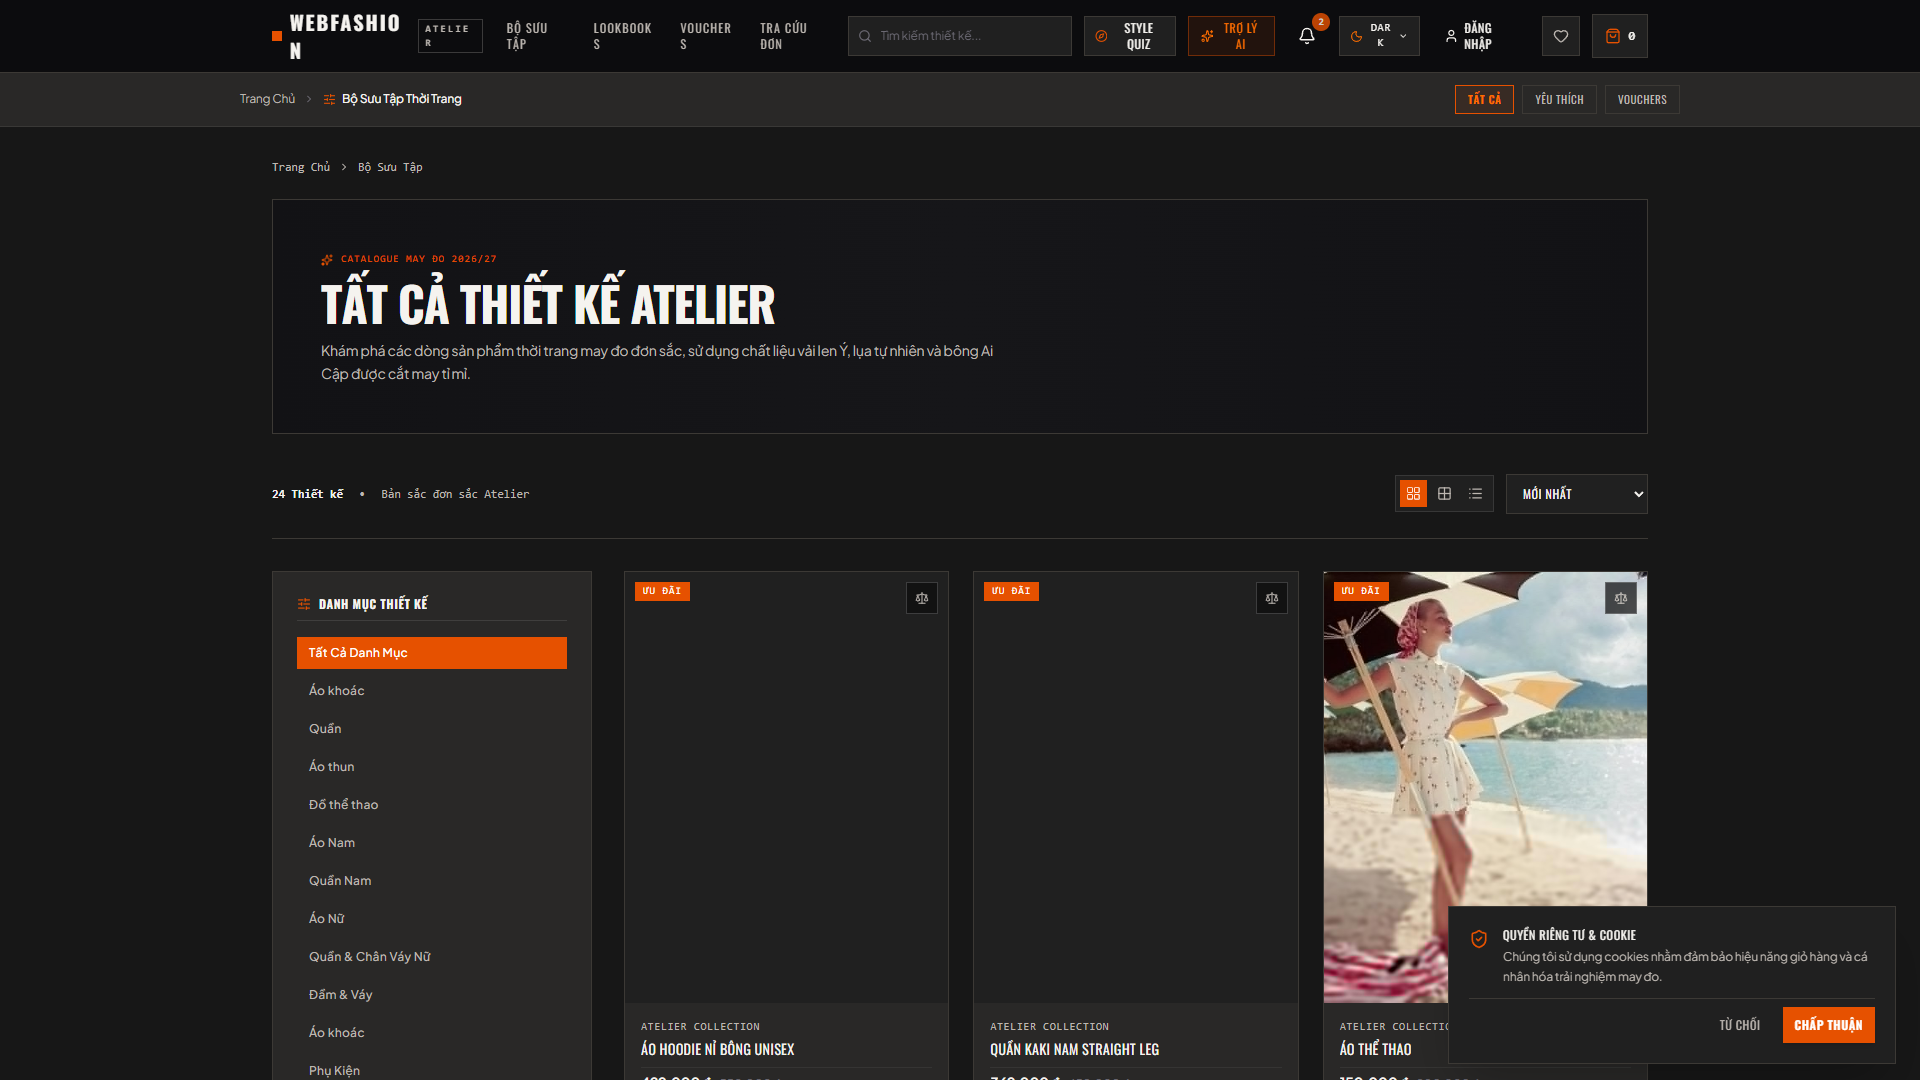 WEBFASHIO
N
ATELIE
R
BỘ SƯU
TẬP
LOOKBOOK
S
VOUCHER
S
TRA CỨU
ĐƠN
Tìm kiếm thiết kế...
STYLE
QUIZ
TRỢ LÝ
AI
2
DAR
K
ĐĂNG
NHẬP
0
Trang Chủ
Bộ Sưu Tập Thời Trang
TẤT CẢ
YÊU THÍCH
VOUCHERS
Trang Chủ
Bộ Sưu Tập
CATALOGUE MAY ĐO 2026/27
TẤT CẢ THIẾT KẾ ATELIER
Khám phá các dòng sản phẩm thời trang may đo đơn sắc, sử dụng chất liệu vải len Ý, lụa tự nhiên và bông Ai
Cập được cắt may tỉ mỉ.
24 Thiết kế • Bản sắc đơn sắc Atelier
MỚI NHẤT
DANH MỤC THIẾT KẾ
Tất Cả Danh Mục
Áo khoác
Quần
Áo thun
Đồ thể thao
Áo Nam
Quần Nam
Áo Nữ
Quần & Chân Váy Nữ
Đầm & Váy
Áo khoác
Phụ Kiện
ƯU ĐÃI
ATELIER COLLECTION
ÁO HOODIE NỈ BÔNG UNISEX
ƯU ĐÃI
ATELIER COLLECTION
QUẦN KAKI NAM STRAIGHT LEG
ƯU ĐÃI
ATELIER COLLECTIO
ÁO THỂ THAO
QUYỀN RIÊNG TƯ & COOKIE
Chúng tôi sử dụng cookies nhằm đảm bảo hiệu năng giỏ hàng và cá
nhân hóa trải nghiệm may đo.
TỪ CHỐI
CHẤP THUẬN